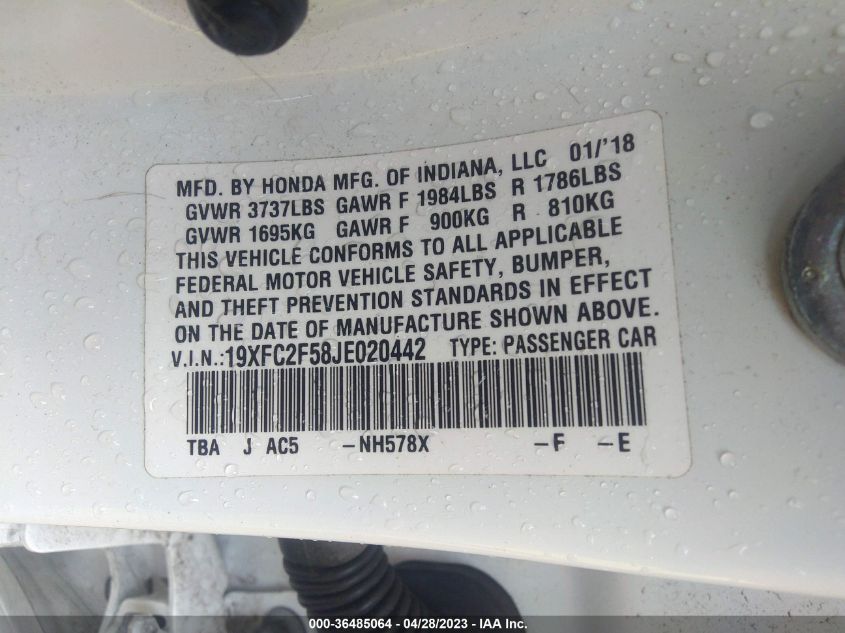 MFD. BY HONDA MFG. OF INDIANA, LLC 01/'18
GVWR 3737LBS GAWR F 1984LBS R 1786LBS
GVWR 1695KG GAWR F 900KG R 810KG
THIS VEHICLE CONFORMS TO ALL APPLICABLE
FEDERAL MOTOR VEHICLE SAFETY, BUMPER,
AND THEFT PREVENTION STANDARDS IN EFFECT
ON THE DATE OF MANUFACTURE SHOWN ABOVE.
V.I.N.:19XFC2F58JE020442 TYPE: PASSENGER CAR
TBA J AC5 -NH578X -F -E
000-36485064 / 04/28/2023 - IAA Inc.